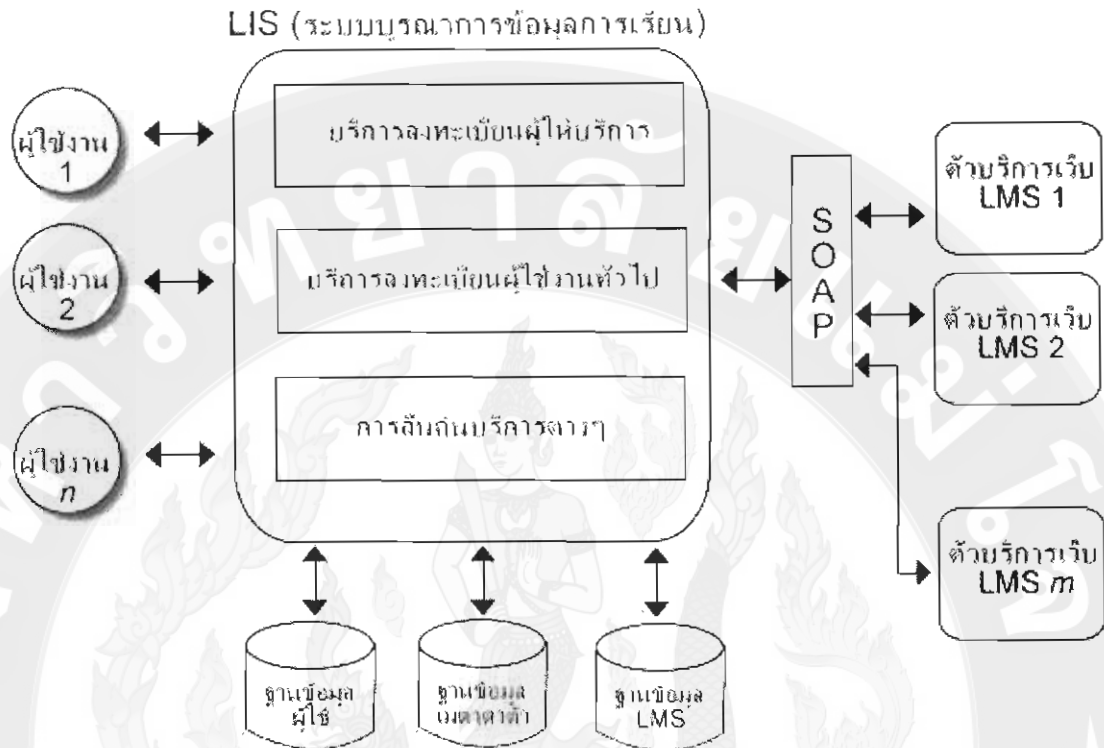 LIS (ระบบบูรณาการข้อมูลการเรียน)
ผู้ใช้งาน
1
ผู้ใช้งาน
2
ผู้ใช้งาน
n
บริการลงทะเบียนผู้ให้บริการ
บริการลงทะเบียนผู้ใช้งานทั่วไป
การสืบค้นบริการต่างๆ
SOAP
ตัวบริการเว็บ
LMS 1
ตัวบริการเว็บ
LMS 2
ตัวบริการเว็บ
LMS m
ฐานข้อมูล
ผู้ใช้
ฐานข้อมูล
เมตาดาต้า
ฐานข้อมูล
LMS